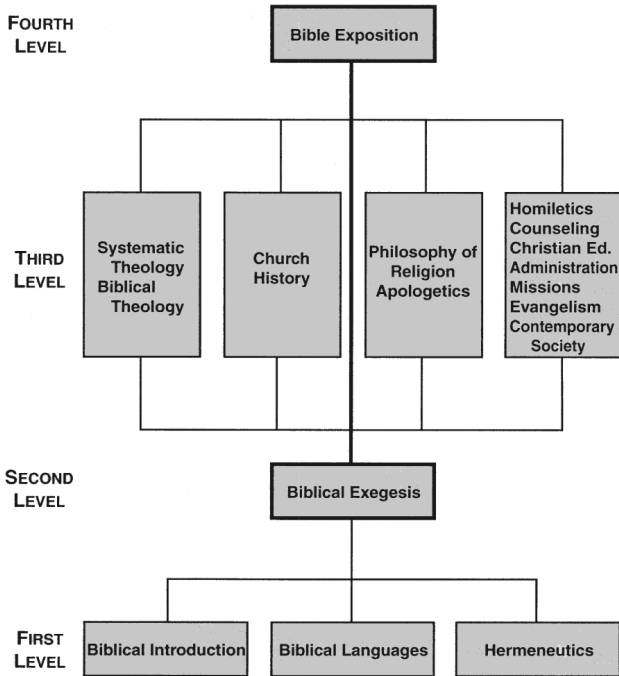 FOURTH
LEVEL
Bible Exposition
THIRD
LEVEL
Systematic
Theology
Biblical
Theology
Church
History
Philosophy of
Religion
Apologetics
Homiletics
Counseling
Christian Ed.
Administration
Missions
Evangelism
Contemporary
Society
SECOND
LEVEL
Biblical Exegesis
FIRST
LEVEL
Biblical Introduction
Biblical Languages
Hermeneutics